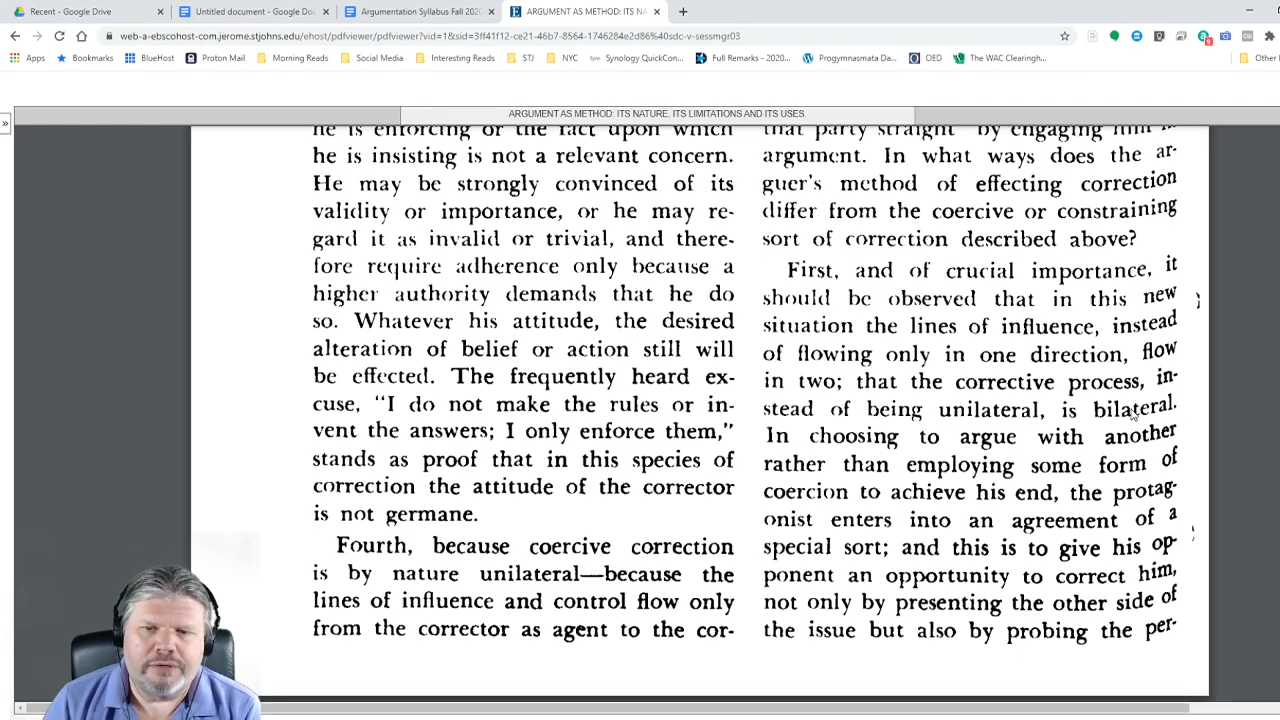 Recent - Google Drive
Untitled document - Google Doc
Argumentation Syllabus Fall 202
ARGUMENT AS METHOD: ITS NA
web-a-ebscohost-com.jerome.stjohns.edu/ehost/pdfviewer/pdfviewer?vid=1&sid=3ff41f12-ce21-46b7-8564-1746284e2d86%40sdc-v-sessmgr03
Apps Bookmarks BlueHost Proton Mail Morning Reads Social Media Interesting Reads STJ NYC Synology QuickCon... Full Remarks - 2020... Progymnasmata Da... OED The WAC Clearingh... Other
ARGUMENT AS METHOD: ITS NATURE, ITS LIMITATIONS AND ITS USES.
he is enforcing or the fact upon which
he is insisting is not a relevant concern.
He may be strongly convinced of its
validity or importance, or he may re-
gard it as invalid or trivial, and there-
fore require adherence only because a
higher authority demands that he do
so. Whatever his attitude, the desired
alteration of belief or action still will
be effected. The frequently heard ex-
cuse, "I do not make the rules or in-
vent the answers; I only enforce them,"
stands as proof that in this species of
correction the attitude of the corrector
is not germane.
Fourth, because coercive correction
is by nature unilateral—because the
lines of influence and control flow only
from the corrector as agent to the cor-
that party straight by engaging him
argument. In what ways does the ar-
guer's method of effecting correction
differ from the coercive or constraining
sort of correction described above?
First, and of crucial importance, it
should be observed that in this new
situation the lines of influence, instead
of flowing only in one direction, flow
in two; that the corrective process, in-
stead of being unilateral, is bilateral.
In choosing to argue with another
rather than employing some form of
coercion to achieve his end, the protag-
onist enters into an agreement of a
special sort; and this is to give his op-
ponent an opportunity to correct him,
not only by presenting the other side of
the issue but also by probing the per-